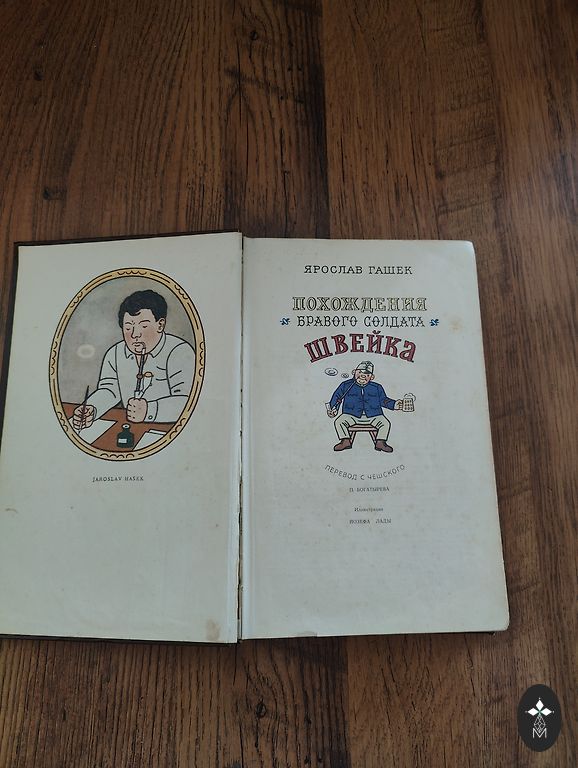 JAROSLAV HAŠEK
ЯРОСЛАВ ГАШЕК
ПОХОЖДЕНИЯ
БРАВОГО СОЛДАТА
ШВЕЙКА
ПЕРЕВОД С ЧЕШСКОГО
П. БОГАТЫРЕВА
Иллюстрации
ЙОЗЕФА ЛАДЫ
M